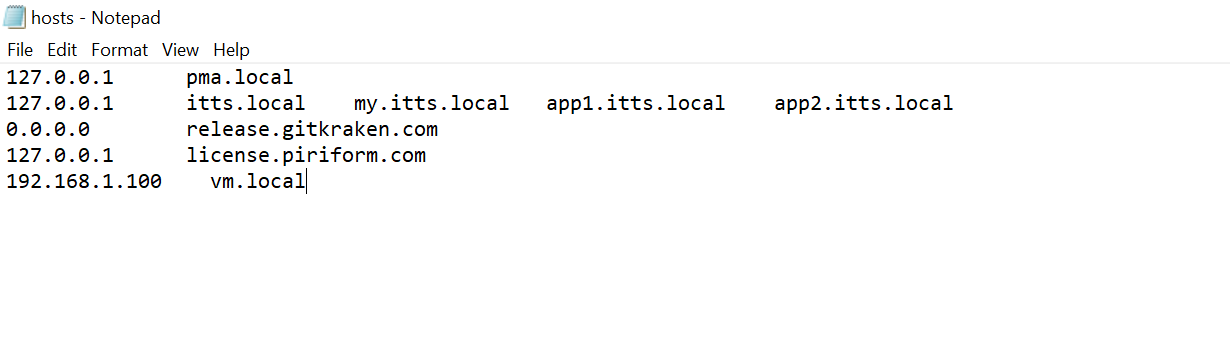 hosts - Notepad
File Edit Format View Help
127.0.0.1 pma.local
127.0.0.1 itts.local my.itts.local app1.itts.local app2.itts.local
0.0.0.0 release.gitkraken.com
127.0.0.1 license.piriform.com
192.168.1.100 vm.local